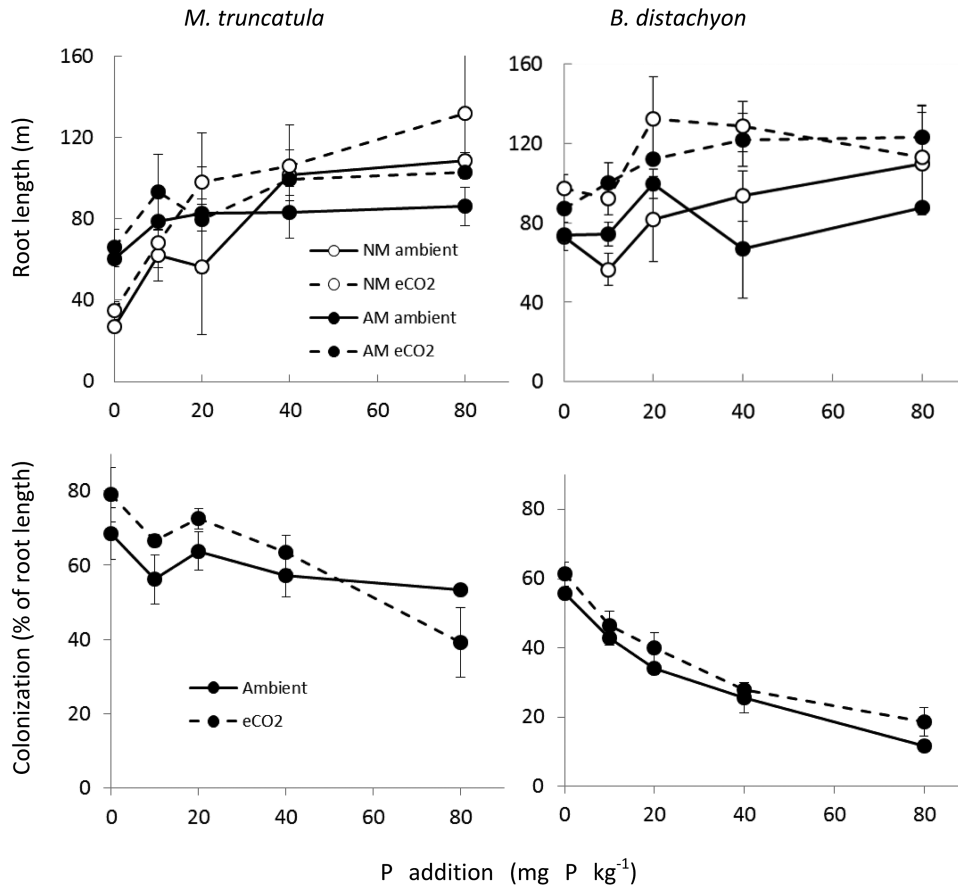 M. truncatula
B. distachyon
Root length (m)
160
120
80
40
0
0 20 40 60 80
NM ambient
NM eCO2
AM ambient
AM eCO2
160
120
80
40
0
0 20 40 60 80
Colonization (% of root length)
80
60
40
20
0
0 20 40 60 80
Ambient
eCO2
80
60
40
20
0
0 20 40 60 80
P addition (mg P kg⁻¹)